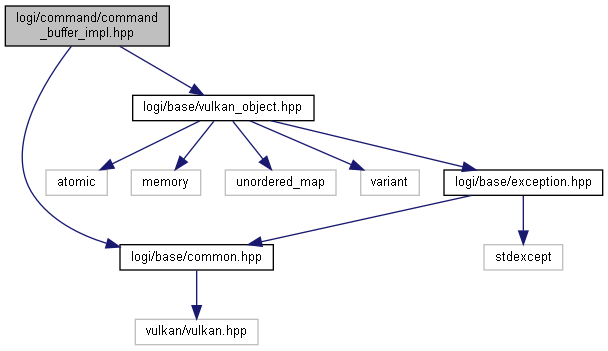 logi/command/command
_buffer_impl.hpp
logi/base/vulkan_object.hpp
atomic
memory
unordered_map
variant
logi/base/exception.hpp
logi/base/common.hpp
stdexcept
vulkan/vulkan.hpp